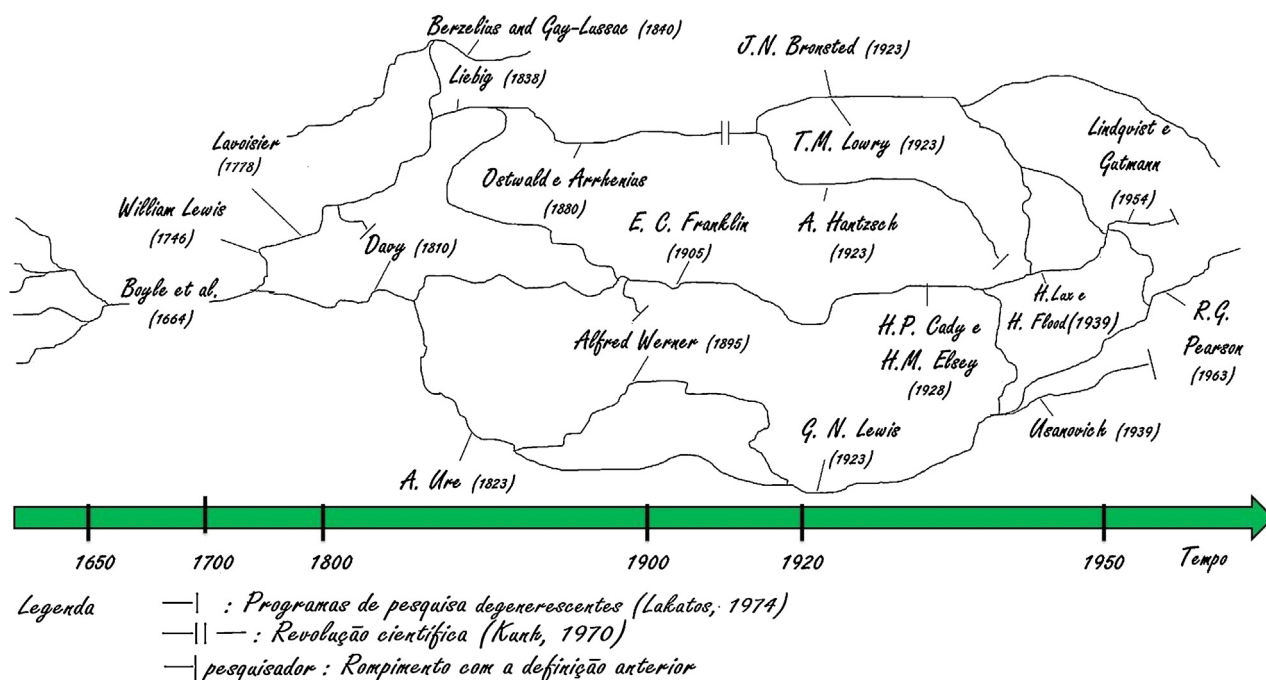 Berzelius and Gay-Lussac (1840)
J.N. Bronsted (1923)
Liebig (1838)
Lavoisier
(1778)
T.M. Lowry (1923)
Lindqvist e
Gutmann
(1954)
Ostwald e Arrhenius
(1880)
William Lewis
(1746)
Davy (1810)
E. C. Franklin
(1905)
A. Hantzsch
(1923)
Boyle et al.
(1664)
H.Lux e
H. Flood(1939)
R.G.
Pearson
(1963)
Alfred Werner (1895)
H.P. Cady e
H.M. Elsey
(1928)
G. N. Lewis
(1923)
Usanovich (1939)
A. Ure (1823)
1650
1700
1800
1900
1920
1950
Tempo
Legenda
: Programas de pesquisa degenerescentes (Lakatos, 1974)
: Revolução científica (Kunh, 1970)
pesquisador : Rompimento com a definição anterior